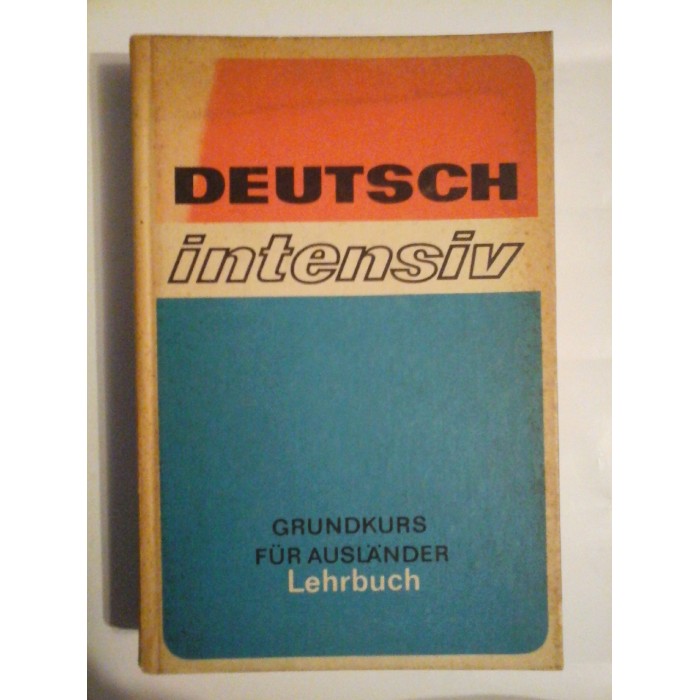 DEUTSCH
intensiv
GRUNDKURS
FÜR AUSLÄNDER
Lehrbuch